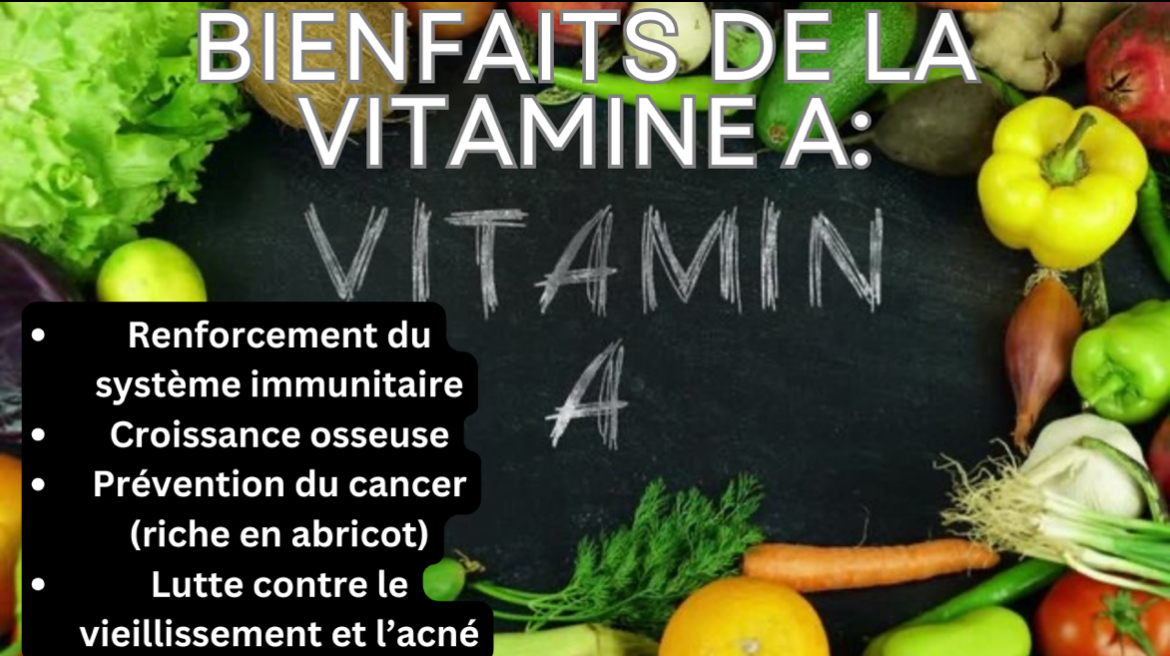 BIENFAITS DE LA
VITAMINE A:
VITAMIN
A
• Renforcement du
système immunitaire
• Croissance osseuse
• Prévention du cancer
(riche en abricot)
• Lutte contre le
vieillissement et l’acné